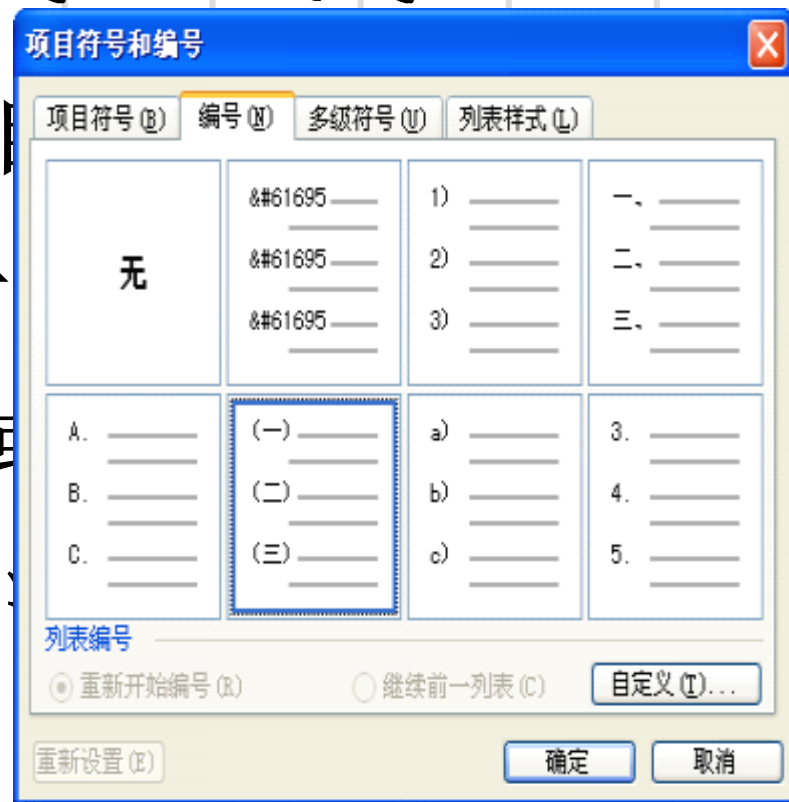 项目符号和编号
项目符号(B) 编号(N) 多级符号(U) 列表样式(L)
无
&#61695
&#61695
&#61695
1)
2)
3)
一、
二、
三、
A.
B.
C.
(一)
(二)
(三)
a)
b)
c)
3.
4.
5.
列表编号
重新开始编号(R) 继续前一列表(C) 自定义(T)...
重新设置(E) 确定 取消